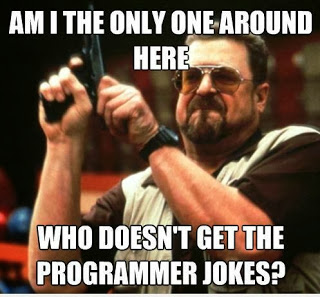 AM I THE ONLY ONE AROUND
HERE
WHO DOESN'T GET THE
PROGRAMMER JOKES?